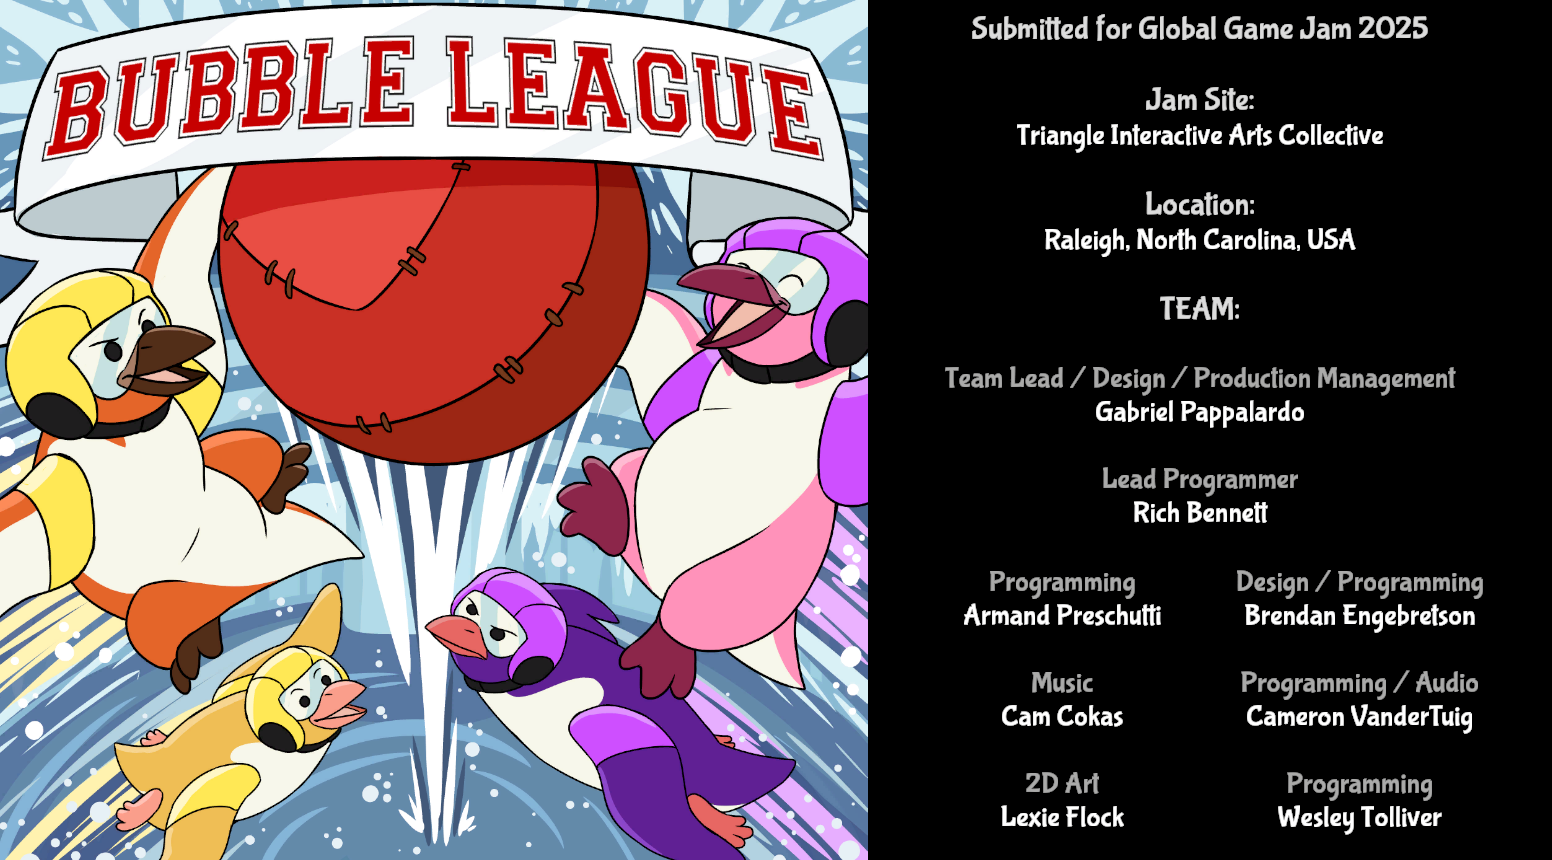 BUBBLE LEAGUE
Submitted for Global Game Jam 2025
Jam Site:
Triangle Interactive Arts Collective
Location:
Raleigh, North Carolina, USA
TEAM:
Team Lead / Design / Production Management
Gabriel Pappalardo
Lead Programmer
Rich Bennett
Programming
Armand Preschutti
Design / Programming
Brendan Engebretson
Music
Cam Cokas
Programming / Audio
Cameron VanderTuig
2D Art
Lexie Flock
Programming
Wesley Tolliver